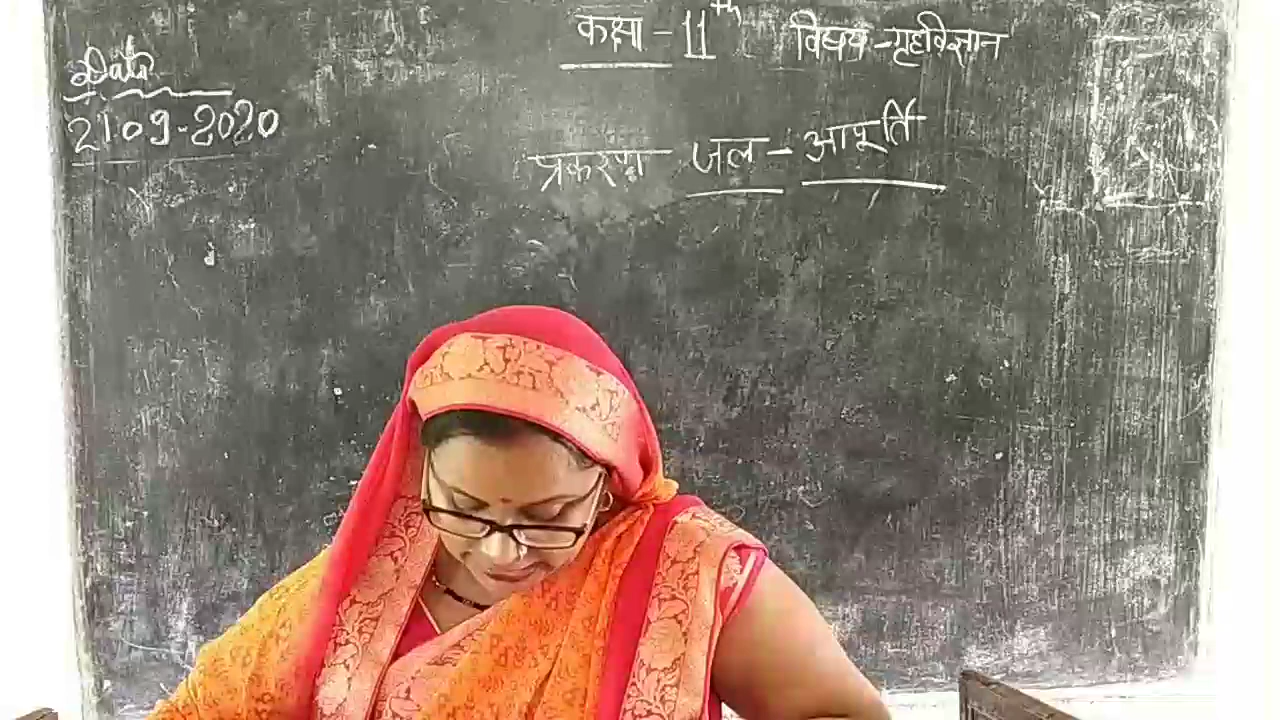 कक्षा - 11th विषय - गृहविज्ञान
Date
21.09-2020
प्रकरण जल - आपूर्ति